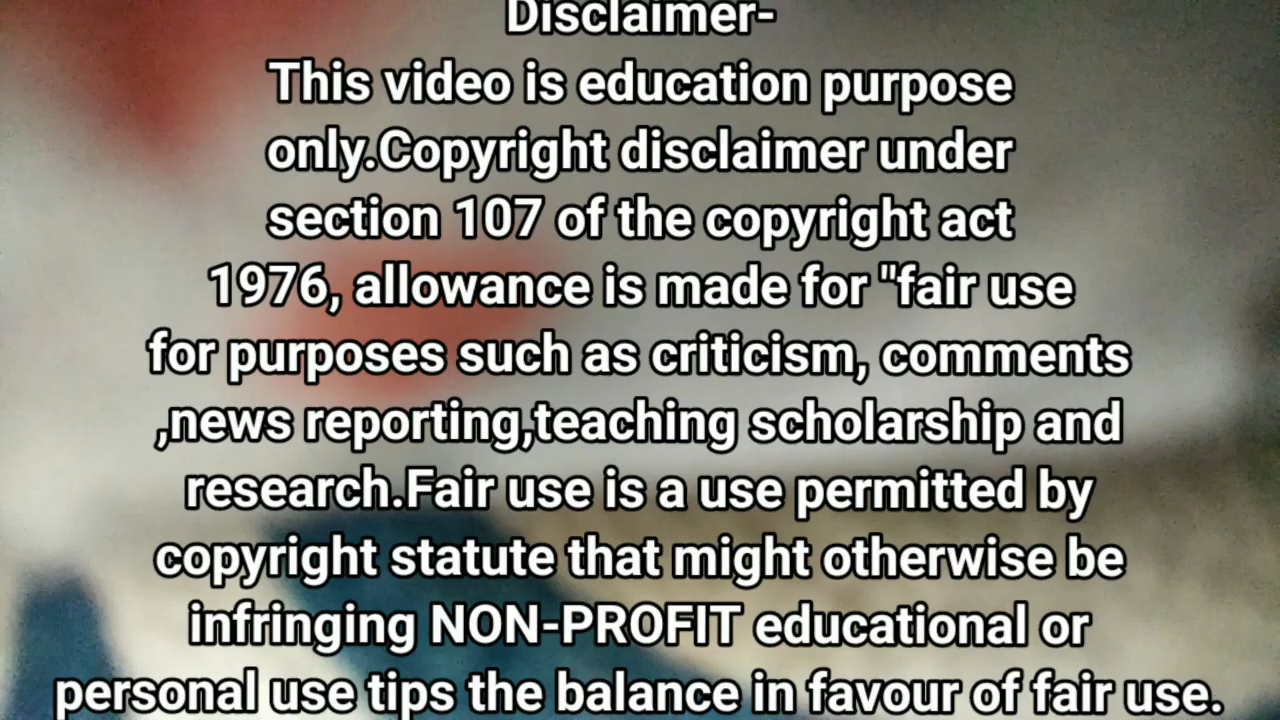 Disclaimer-
This video is education purpose
only.Copyright disclaimer under
section 107 of the copyright act
1976, allowance is made for "fair use
for purposes such as criticism, comments
,news reporting,teaching scholarship and
research.Fair use is a use permitted by
copyright statute that might otherwise be
infringing NON-PROFIT educational or
personal use tips the balance in favour of fair use.